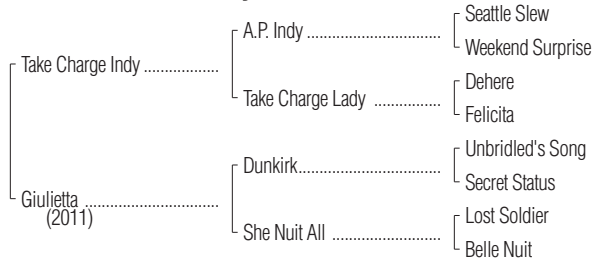 Seattle Slew
A.P. Indy ........................
Weekend Surprise
Take Charge Indy ..................
Dehere
Take Charge Lady ................
Felicita
Unbridled's Song
Dunkirk..............................
Secret Status
Giulietta ................................
(2011)
Lost Soldier
She Nuit All ..........................
Belle Nuit